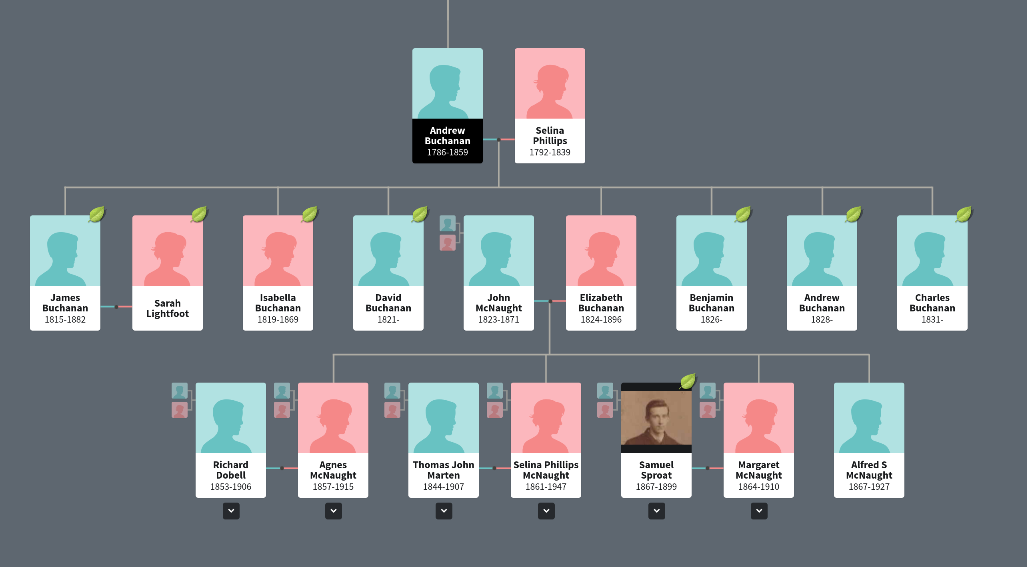 Andrew
Buchanan
1786-1859
Selina
Phillips
1792-1839
James
Buchanan
1815-1882
Sarah
Lightfoot
Isabella
Buchanan
1819-1869
David
Buchanan
1821-
John
McNaught
1823-1871
Elizabeth
Buchanan
1824-1896
Benjamin
Buchanan
1826-
Andrew
Buchanan
1828-
Charles
Buchanan
1831-
Richard
Dobell
1853-1906
Agnes
McNaught
1857-1915
Thomas John
Marten
1844-1907
Selina Phillips
McNaught
1861-1947
Samuel
Sproat
1867-1899
Margaret
McNaught
1864-1910
Alfred S
McNaught
1867-1927